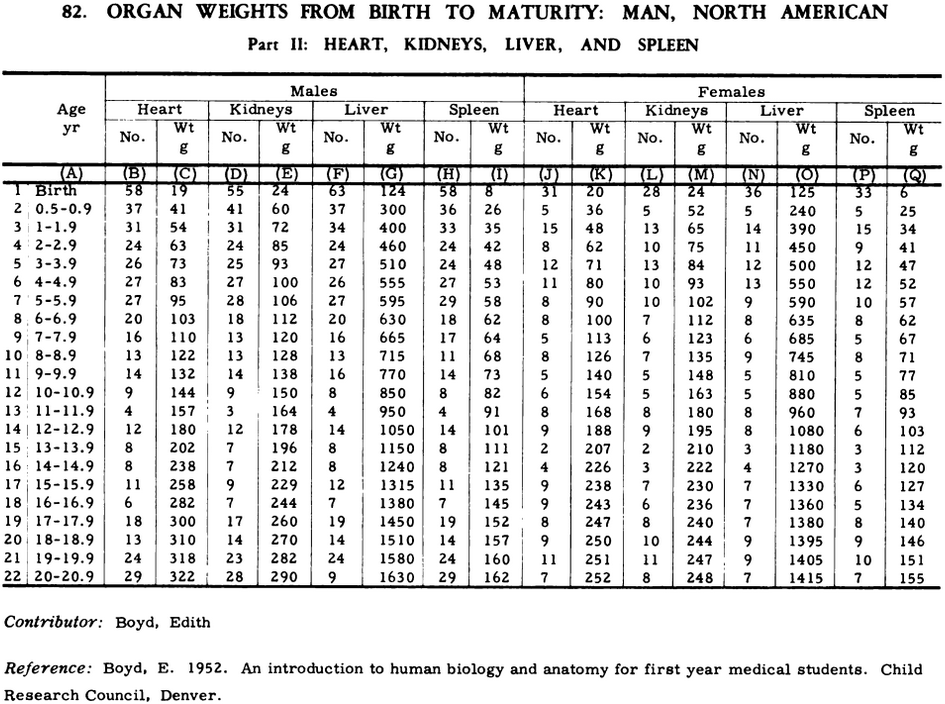 82. ORGAN WEIGHTS FROM BIRTH TO MATURITY: MAN, NORTH AMERICAN
Part II: HEART, KIDNEYS, LIVER, AND SPLEEN
Males Females
Age yr Heart Kidneys Liver Spleen Heart Kidneys Liver Spleen
No. Wt g No. Wt g No. Wt g No. Wt g No. Wt g No. Wt g No. Wt g No. Wt g
(A) (B) (C) (D) (E) (F) (G) (H) (I) (J) (K) (L) (M) (N) (O) (P) (Q)
1 Birth 58 19 55 24 63 124 58 8 31 20 28 24 36 125 33 6
2 0.5-0.9 37 41 41 60 37 300 36 26 5 36 5 52 5 240 5 25
3 1-1.9 31 54 31 72 34 400 33 35 15 48 13 65 14 390 15 34
4 2-2.9 24 63 24 85 24 460 24 42 8 62 10 75 11 450 9 41
5 3-3.9 26 73 25 93 27 510 24 48 12 71 13 84 12 500 12 47
6 4-4.9 27 83 27 100 26 555 27 53 11 80 10 93 13 550 12 52
7 5-5.9 27 95 28 106 27 595 29 58 8 90 10 102 9 590 10 57
8 6-6.9 20 103 18 112 20 630 18 62 8 100 7 112 8 635 8 62
9 7-7.9 16 110 13 120 16 665 17 64 5 113 6 123 6 685 5 67
10 8-8.9 13 122 13 128 13 715 11 68 8 126 7 135 9 745 8 71
11 9-9.9 14 132 14 138 16 770 14 73 5 140 5 148 5 810 5 77
12 10-10.9 9 144 9 150 8 850 8 82 6 154 5 163 5 880 5 85
13 11-11.9 4 157 3 164 4 950 4 91 8 168 8 180 8 960 7 93
14 12-12.9 12 180 12 178 14 1050 14 101 9 188 9 195 8 1080 6 103
15 13-13.9 8 202 7 196 8 1150 8 111 2 207 2 210 3 1180 3 112
16 14-14.9 8 238 7 212 8 1240 8 121 4 226 3 222 4 1270 3 120
17 15-15.9 11 258 9 229 12 1315 11 135 9 238 7 230 7 1330 6 127
18 16-16.9 6 282 7 244 7 1380 7 145 9 243 6 236 7 1360 5 134
19 17-17.9 18 300 17 260 19 1450 19 152 8 247 8 240 7 1380 8 140
20 18-18.9 13 310 14 270 14 1510 14 157 9 250 10 244 9 1395 9 146
21 19-19.9 24 318 23 282 24 1580 24 160 11 251 11 247 9 1405 10 151
22 20-20.9 29 322 28 290 9 1630 29 162 7 252 8 248 7 1415 7 155
Contributor: Boyd, Edith
Reference: Boyd, E. 1952. An introduction to human biology and anatomy for first year medical students. Child
Research Council, Denver.